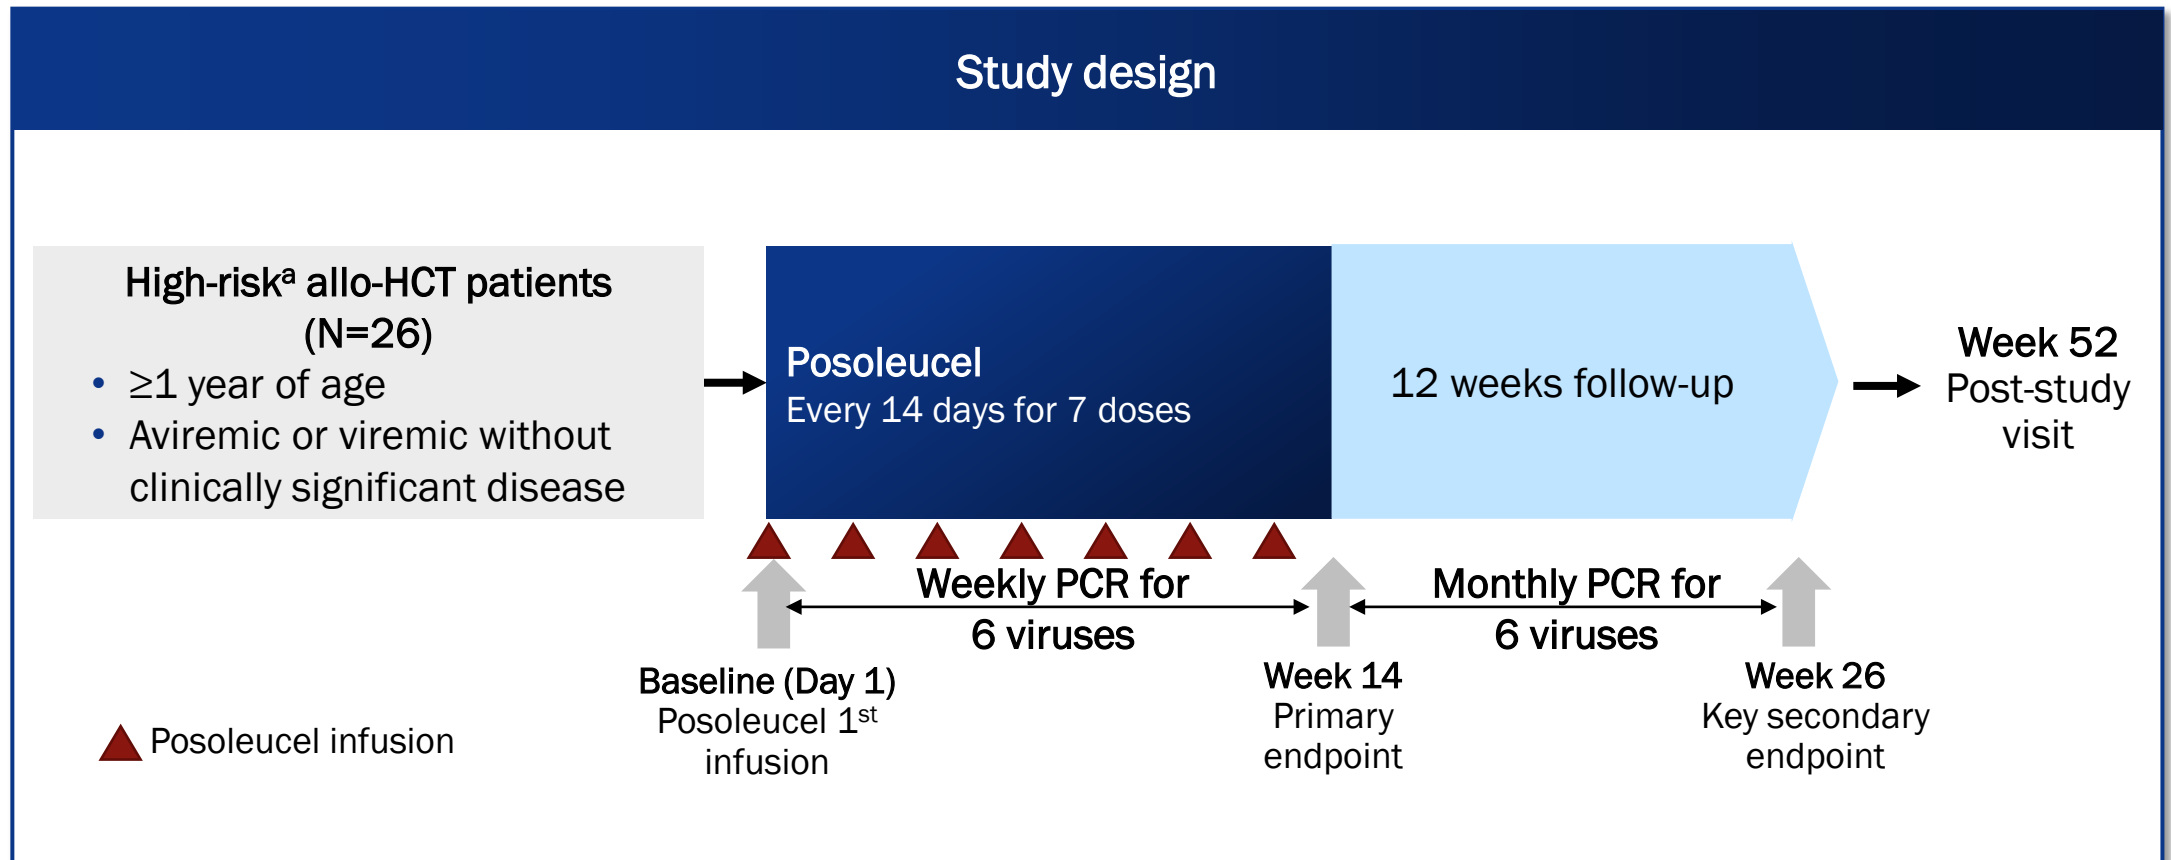 Study design
High-riskᵃ allo-HCT patients
(N=26)
• ≥1 year of age
• Aviremic or viremic without
clinically significant disease
Posoleucel
Every 14 days for 7 doses
12 weeks follow-up
Week 52
Post-study
visit
Weekly PCR for
6 viruses
Monthly PCR for
6 viruses
Baseline (Day 1)
Posoleucel 1ˢᵗ
infusion
Week 14
Primary
endpoint
Week 26
Key secondary
endpoint
Posoleucel infusion